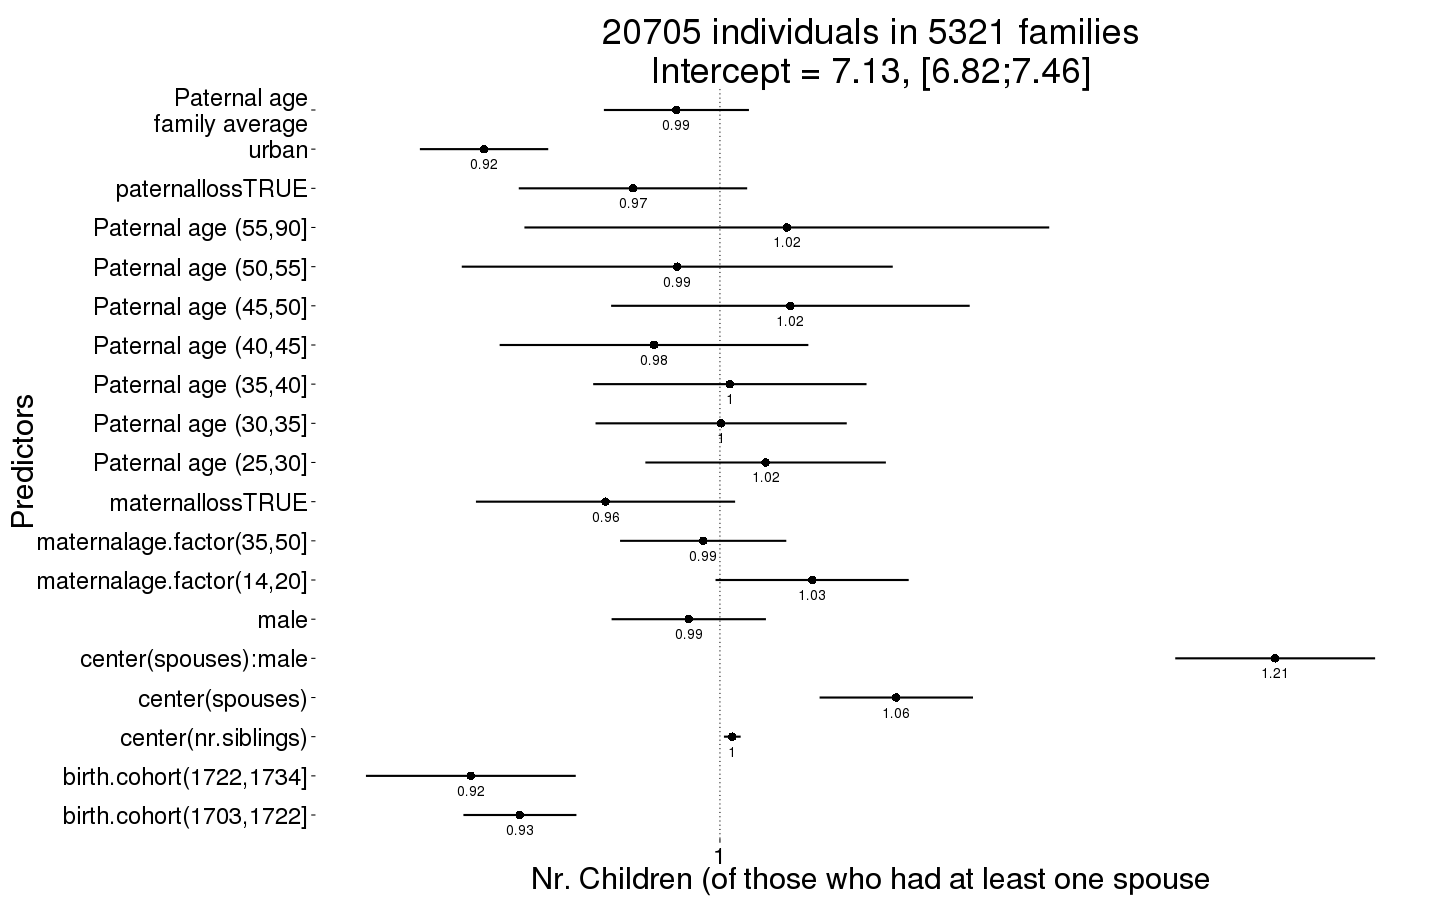 20705 individuals in 5321 families
Intercept = 7.13, [6.82;7.46]
Predictors
Paternal age
family average
0.99
urban
0.92
paternallossTRUE
0.97
Paternal age (55,90]
1.02
Paternal age (50,55]
0.99
Paternal age (45,50]
1.02
Paternal age (40,45]
0.98
Paternal age (35,40]
1
Paternal age (30,35]
1
Paternal age (25,30]
1.02
maternallossTRUE
0.96
maternalage.factor(35,50]
0.99
maternalage.factor(14,20]
1.03
male
0.99
center(spouses):male
1.21
center(spouses)
1.06
center(nr.siblings)
1
birth.cohort(1722,1734]
0.92
birth.cohort(1703,1722]
0.93
1
Nr. Children (of those who had at least one spouse